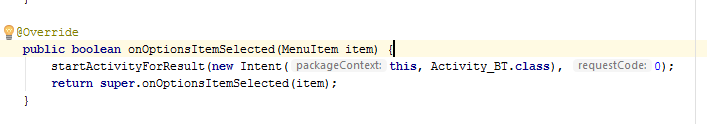 @Override
public boolean onOptionsItemSelected(MenuItem item) {
startActivityForResult(new Intent( packageContext: this, Activity_BT.class), requestCode: 0);
return super.onOptionsItemSelected(item);
}